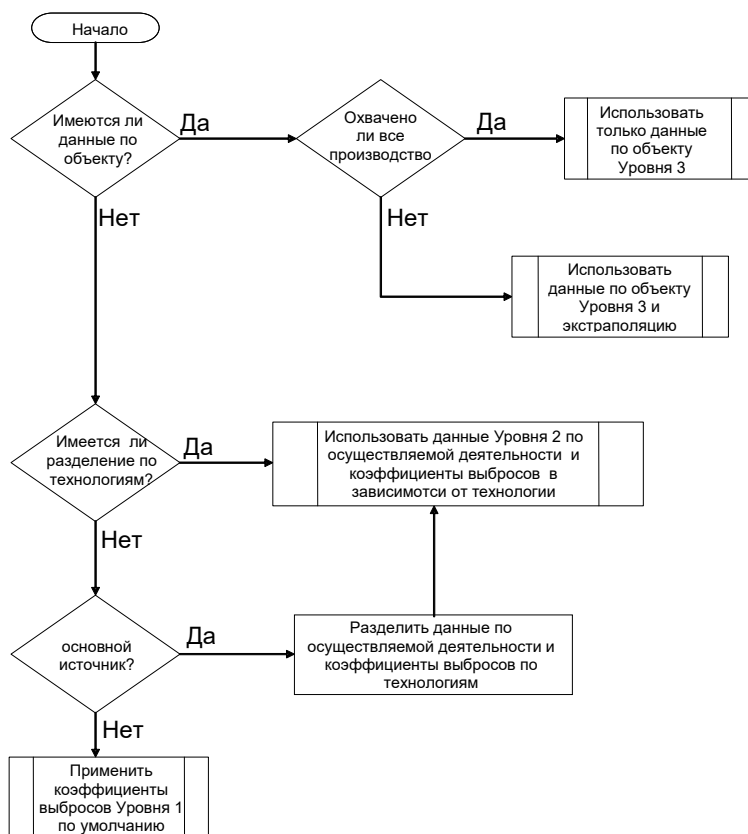 Начало
Имеются ли
данные по
объекту?
Да
Охвачено
ли все
производство
Да
Использовать
только данные
по объекту
Уровня 3
Нет
Нет
Использовать
данные по объекту
Уровня 3 и
экстраполяцию
Имеется ли
разделение по
технологиям?
Да
Использовать данные Уровня 2 по
осуществляемой деятельности и
коэффициенты выбросов в
зависимотси от технологии
Нет
основной
источник?
Да
Разделить данные по
осуществляемой деятельности и
коэффициенты выбросов по
технологиям
Нет
Применить
коэффициенты
выбросов Уровня 1
по умолчанию